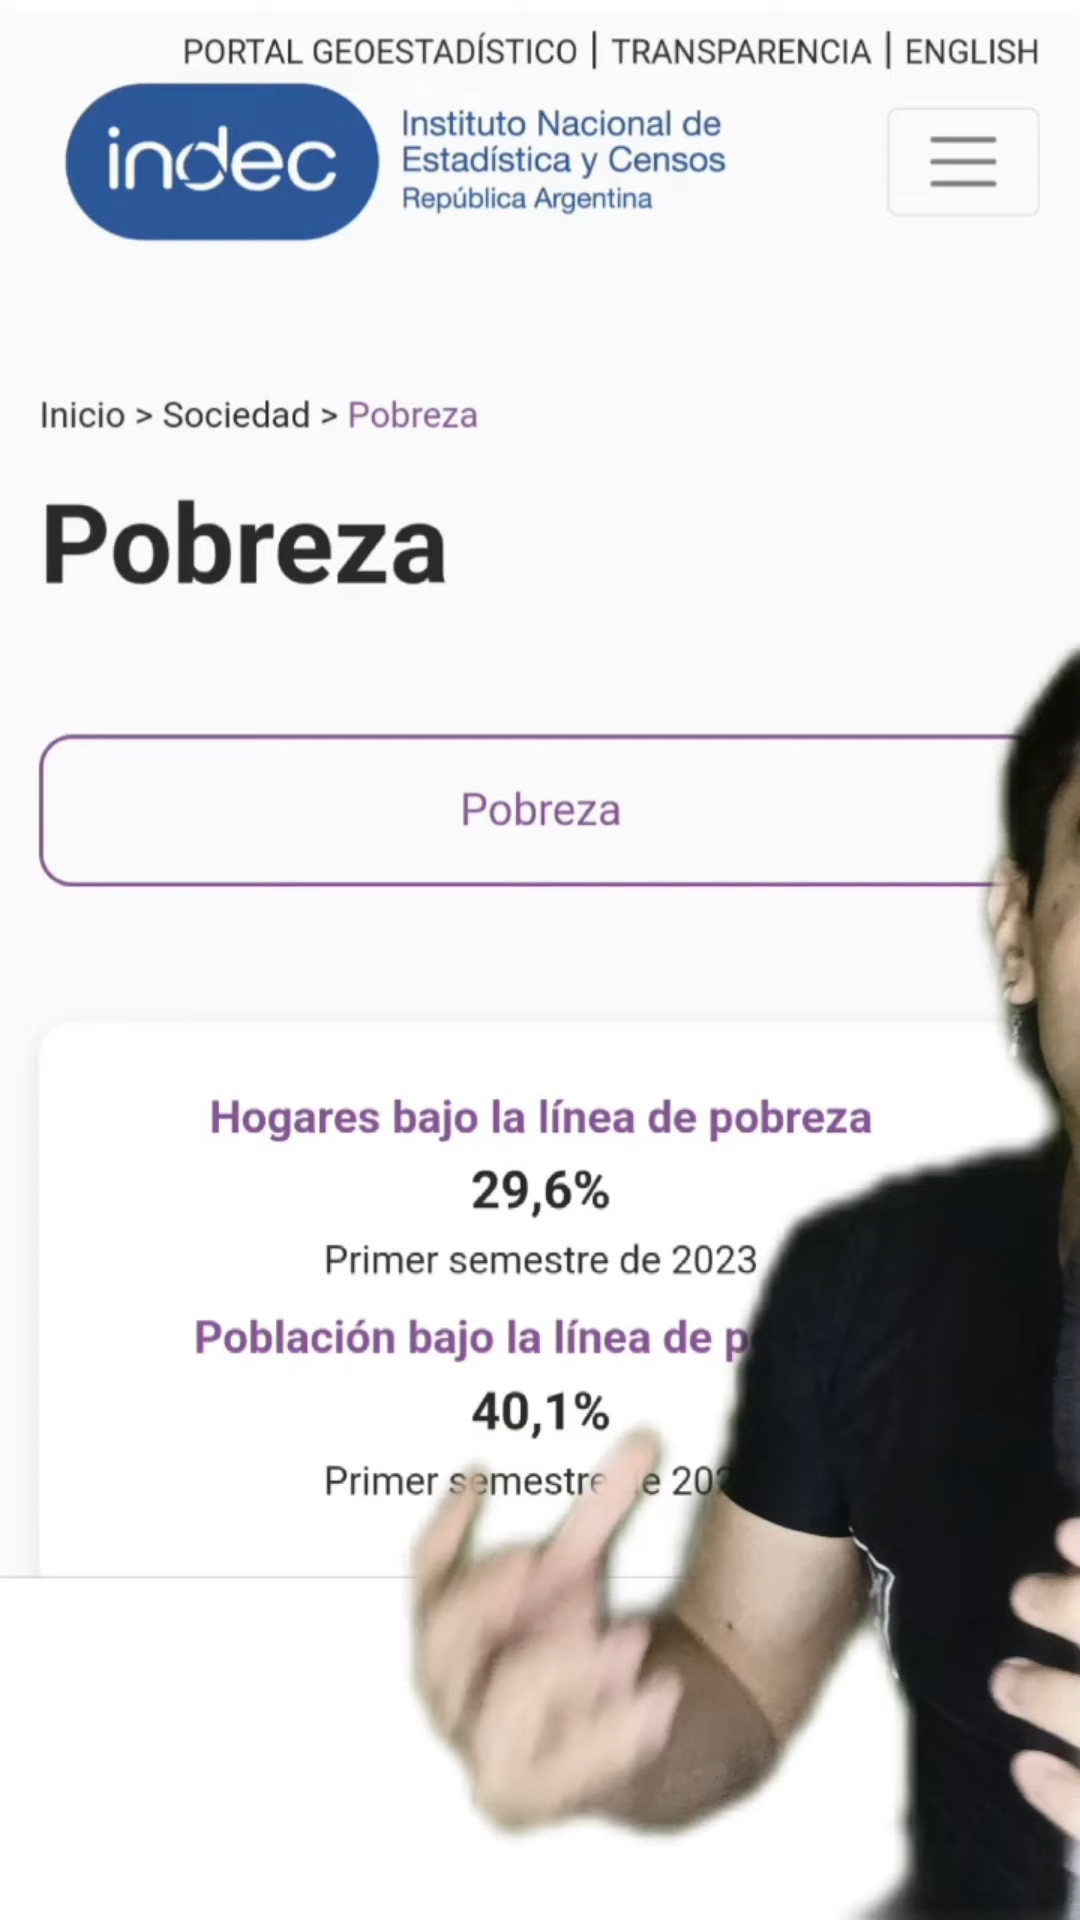 PORTAL GEOESTADÍSTICO | TRANSPARENCIA | ENGLISH
indec
Instituto Nacional de
Estadística y Censos
República Argentina
Inicio > Sociedad > Pobreza
Pobreza
Pobreza
Hogares bajo la línea de pobreza
29,6%
Primer semestre de 2023
Población bajo la línea de
40,1%
Primer semestre